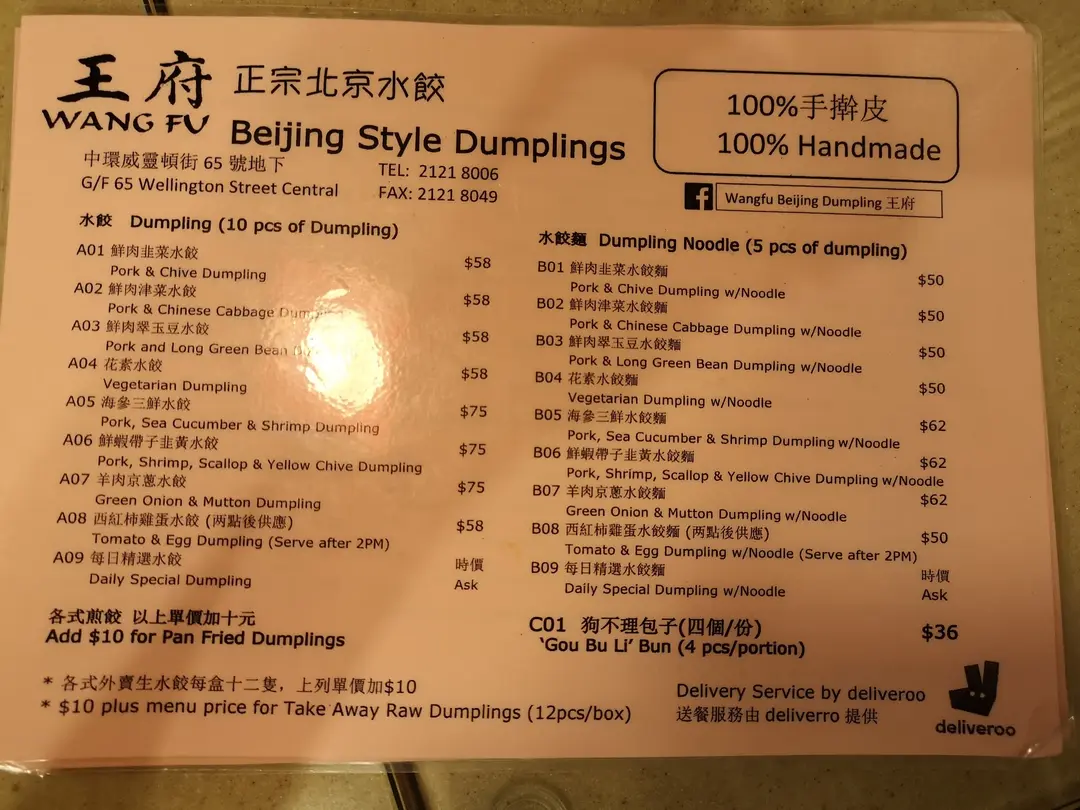 王府 正宗北京水餃
WANG FU Beijing Style Dumplings
100%手擀皮
100% Handmade
中環威靈頓街 65 號地下
G/F 65 Wellington Street Central
TEL: 2121 8006
FAX: 2121 8049
Wangfu Beijing Dumpling 王府
水餃 Dumpling (10 pcs of Dumpling)
A01 鮮肉韭菜水餃
Pork & Chive Dumpling $58
A02 鮮肉津菜水餃
Pork & Chinese Cabbage Dumpling $58
A03 鮮肉翠玉豆水餃
Pork and Long Green Bean $58
A04 花素水餃
Vegetarian Dumpling $58
A05 海參三鮮水餃
Pork, Sea Cucumber & Shrimp Dumpling $75
A06 鮮蝦帶子韭黃水餃
Pork, Shrimp, Scallop & Yellow Chive Dumpling $75
A07 羊肉京蔥水餃
Green Onion & Mutton Dumpling $75
A08 西紅柿雞蛋水餃 (两點後供應)
Tomato & Egg Dumpling (Serve after 2PM) $58
A09 每日精選水餃 時價
Daily Special Dumpling Ask
各式煎餃 以上單價加十元
Add $10 for Pan Fried Dumplings
水餃麵 Dumpling Noodle (5 pcs of dumpling)
B01 鮮肉韭菜水餃麵
Pork & Chive Dumpling w/Noodle $50
B02 鮮肉津菜水餃麵
Pork & Chinese Cabbage Dumpling w/Noodle $50
B03 鮮肉翠玉豆水餃麵
Pork & Long Green Bean Dumpling w/Noodle $50
B04 花素水餃麵
Vegetarian Dumpling w/Noodle $50
B05 海參三鮮水餃麵
Pork, Sea Cucumber & Shrimp Dumpling w/Noodle $62
B06 鮮蝦帶子韭黃水餃麵
Pork, Shrimp, Scallop & Yellow Chive Dumpling w/Noodle $62
B07 羊肉京蔥水餃麵
Green Onion & Mutton Dumpling w/Noodle $62
B08 西紅柿雞蛋水餃麵 (两點後供應)
Tomato & Egg Dumpling w/Noodle (Serve after 2PM) $50
B09 每日精選水餃麵 時價
Daily Special Dumpling w/Noodle Ask
C01 狗不理包子(四個/份) $36
'Gou Bu Li' Bun (4 pcs/portion)
* 各式外賣生水餃每盒十二隻，上列單價加$10
* $10 plus menu price for Take Away Raw Dumplings (12pcs/box)
Delivery Service by deliveroo
送餐服務由 deliverro 提供
deliveroo